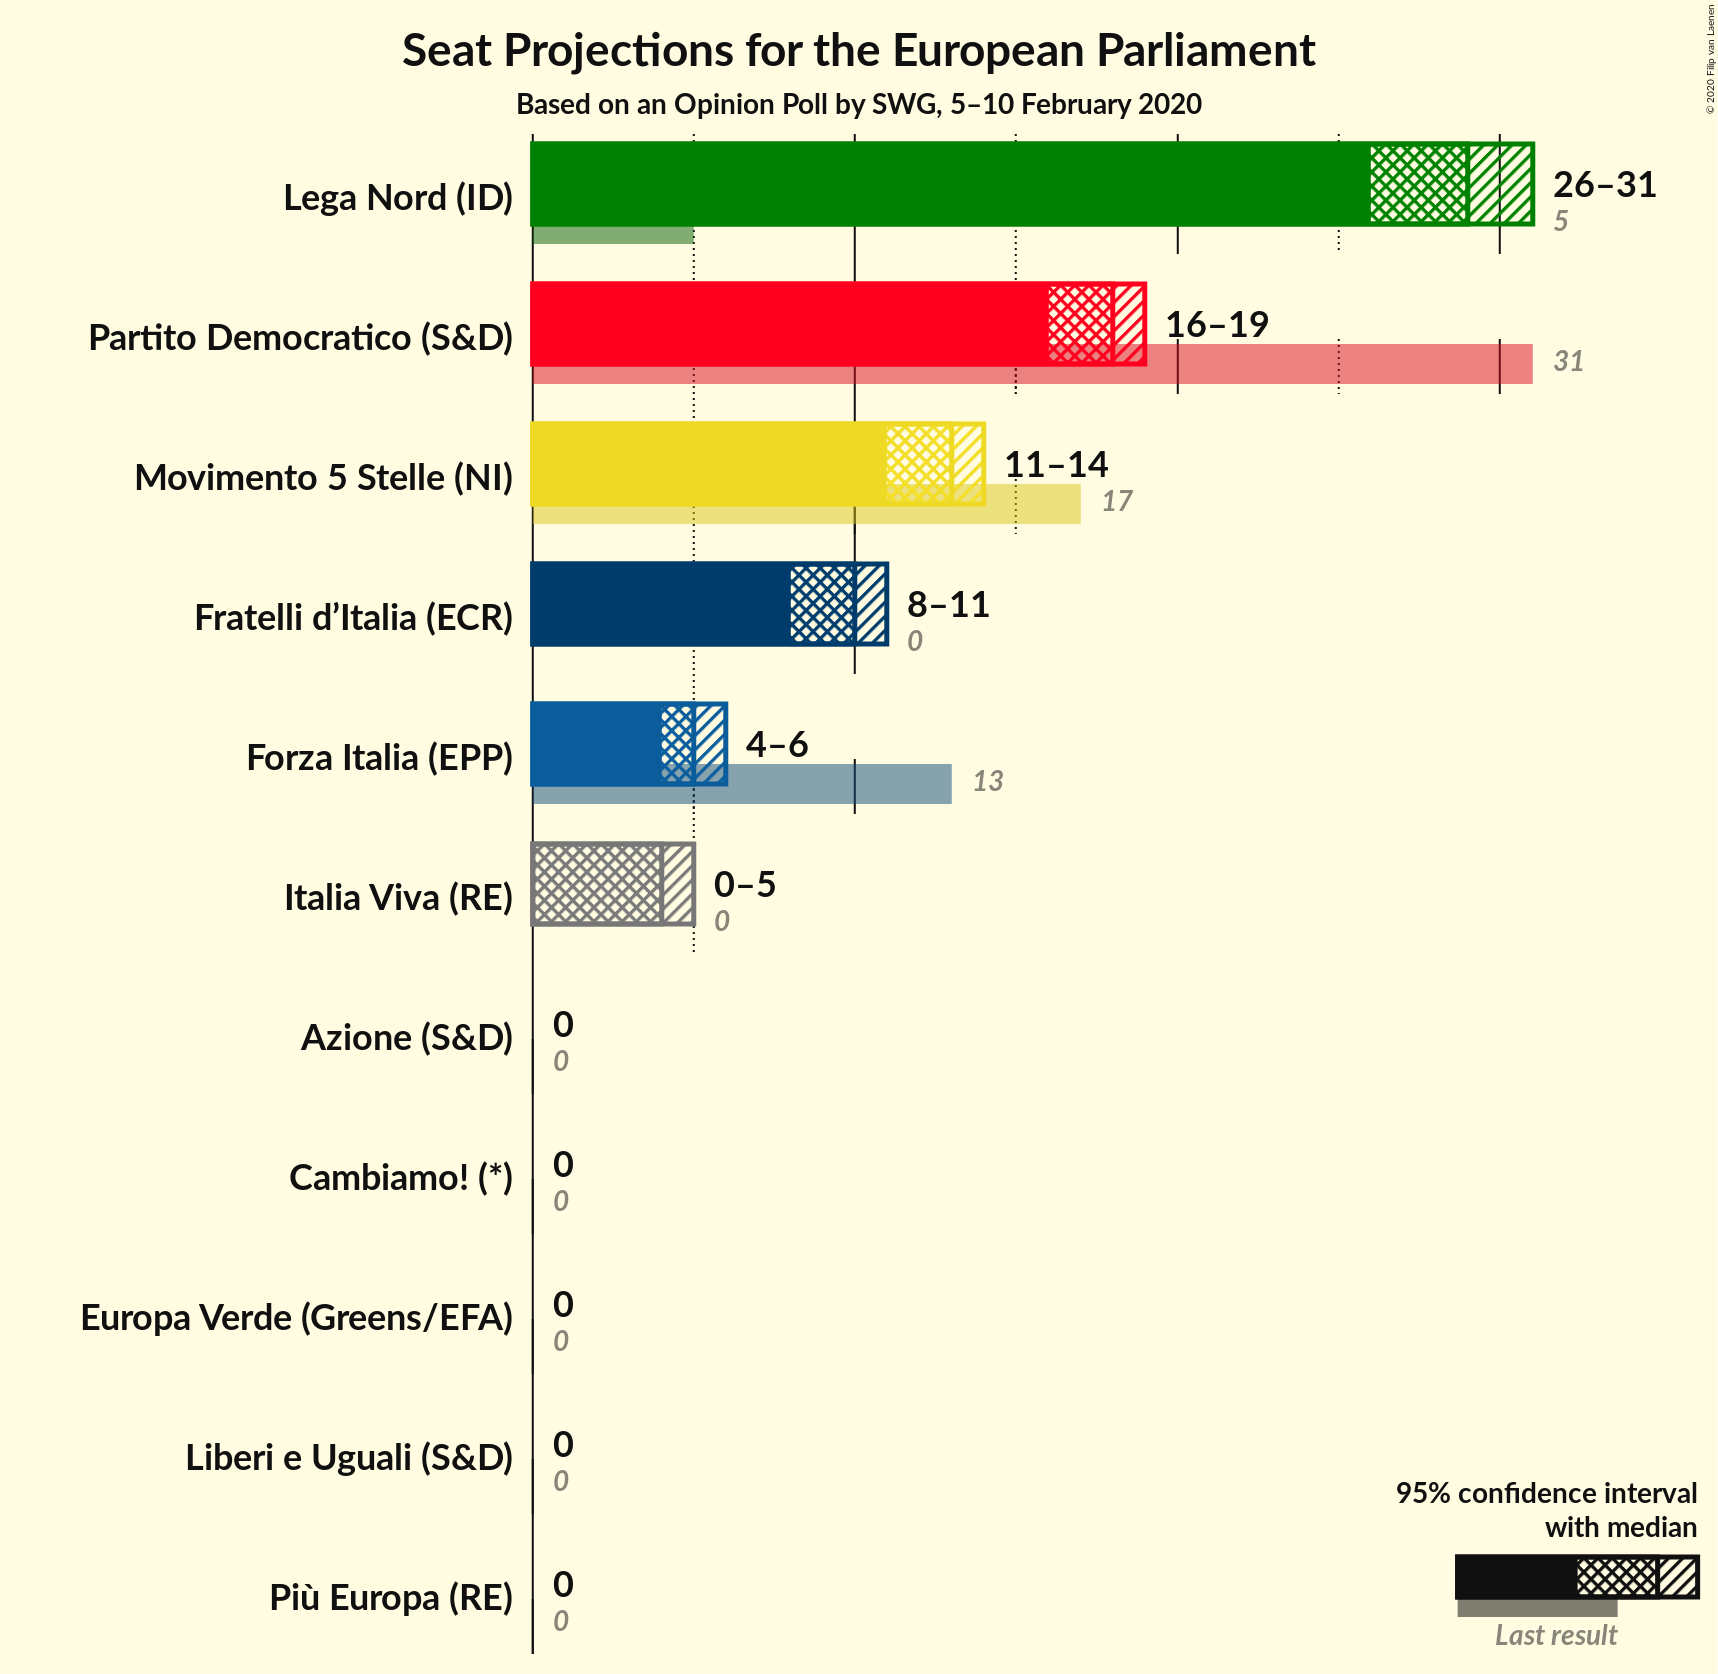 Seat Projections for the European Parliament
Based on an Opinion Poll by SWG, 5–10 February 2020
© 2020 Filip van Laenen
Lega Nord (ID)
26–31
5
Partito Democratico (S&D)
16–19
31
Movimento 5 Stelle (NI)
11–14
17
Fratelli d’Italia (ECR)
8–11
0
Forza Italia (EPP)
4–6
13
Italia Viva (RE)
0–5
0
Azione (S&D)
0
0
Cambiamo! (*)
0
0
Europa Verde (Greens/EFA)
0
0
Liberi e Uguali (S&D)
0
0
Più Europa (RE)
0
0
95% confidence interval
with median
Last result